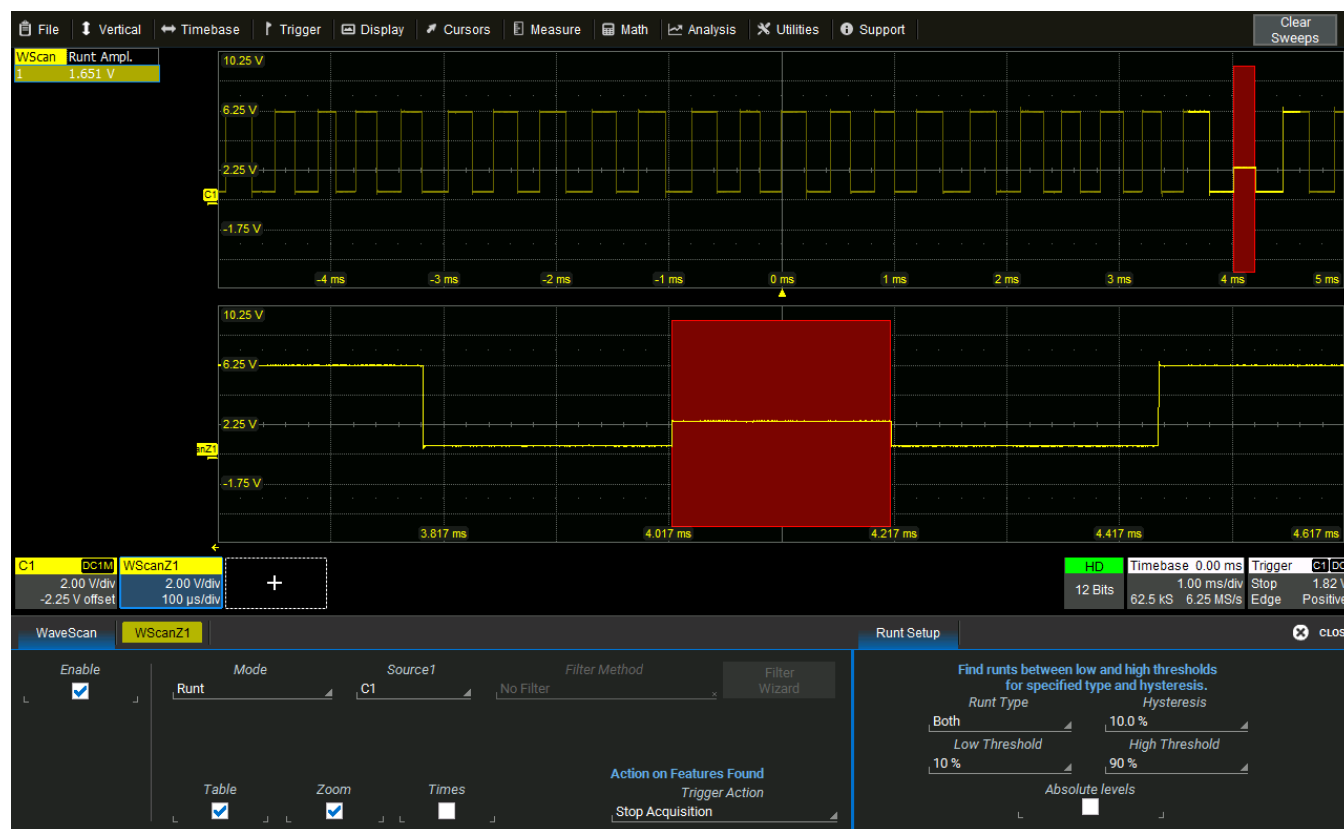 File Vertical Timebase Trigger Display Cursors Measure Math Analysis Utilities Support Clear Sweeps
WScan Runt Ampl.
1 1.651 V
10.25 V
6.25 V
2.25 V
C1
-1.75 V
-4 ms -3 ms -2 ms -1 ms 0 ms 1 ms 2 ms 3 ms 4 ms 5 ms
10.25 V
6.25 V
2.25 V
anZ1
-1.75 V
3.817 ms 4.017 ms 4.217 ms 4.417 ms 4.617 ms
C1 DC1M WScanZ1 HD Timebase 0.00 ms Trigger C1 DC
2.00 V/div 2.00 V/div + 12 Bits 1.00 ms/div Stop 1.82 V
-2.25 V offset 100 µs/div 62.5 kS 6.25 MS/s Edge Positive
WaveScan WScanZ1 Runt Setup CLOS
Enable Mode Source1 Filter Method Filter Wizard
Runt C1 No Filter
Find runts between low and high thresholds
for specified type and hysteresis.
Runt Type Hysteresis
Both 10.0 %
Low Threshold High Threshold
10 % 90 %
Action on Features Found
Table Zoom Times Trigger Action Absolute levels
Stop Acquisition